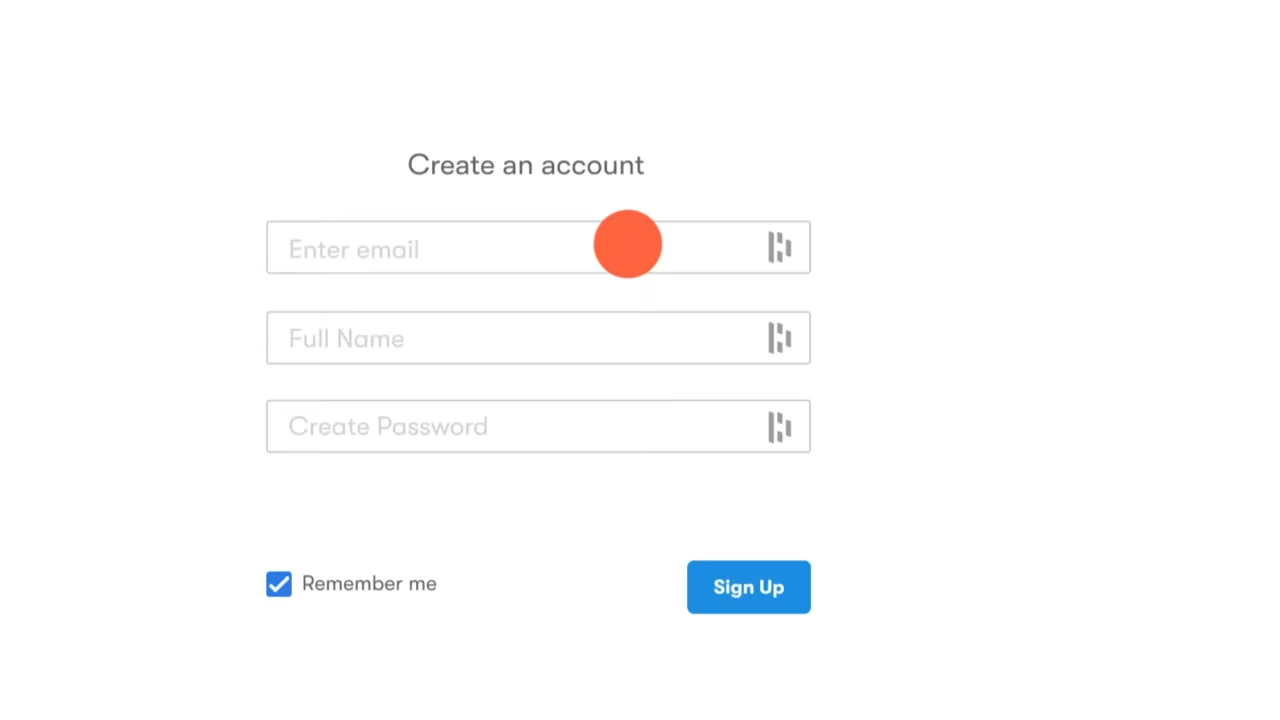 Create an account
Enter email
Full Name
Create Password
Remember me
Sign Up